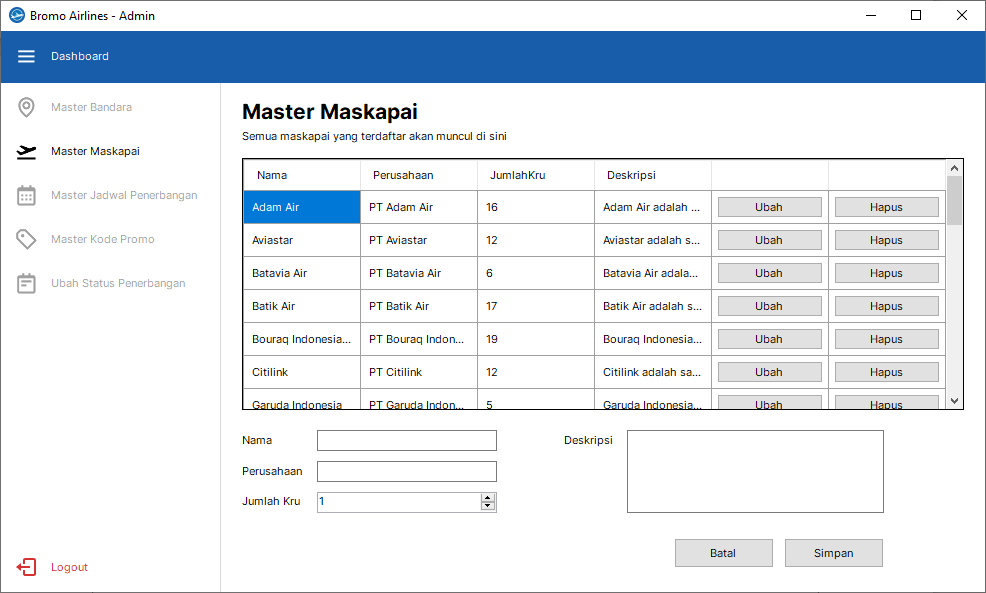 Bromo Airlines - Admin
Dashboard
Master Bandara
Master Maskapai
Master Jadwal Penerbangan
Master Kode Promo
Ubah Status Penerbangan
Logout
Master Maskapai
Semua maskapai yang terdaftar akan muncul di sini
Nama Perusahaan JumlahKru Deskripsi
Adam Air PT Adam Air 16 Adam Air adalah ... Ubah Hapus
Aviastar PT Aviastar 12 Aviastar adalah s... Ubah Hapus
Batavia Air PT Batavia Air 6 Batavia Air adala... Ubah Hapus
Batik Air PT Batik Air 17 Batik Air adalah s... Ubah Hapus
Bouraq Indonesia... PT Bouraq Indon... 19 Bouraq Indonesia... Ubah Hapus
Citilink PT Citilink 12 Citilink adalah sa... Ubah Hapus
Garuda Indonesia PT Garuda Indon... 5 Garuda Indonesia... Ubah Hapus
Nama Deskripsi
Perusahaan
Jumlah Kru 1
Batal Simpan